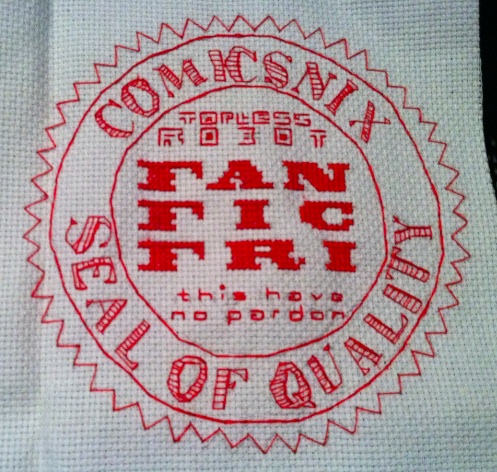 COMICSNIX
TOPLESS
ROBOT
FAN
FIC
FRI
this have
no pardon
SEAL OF QUALITY